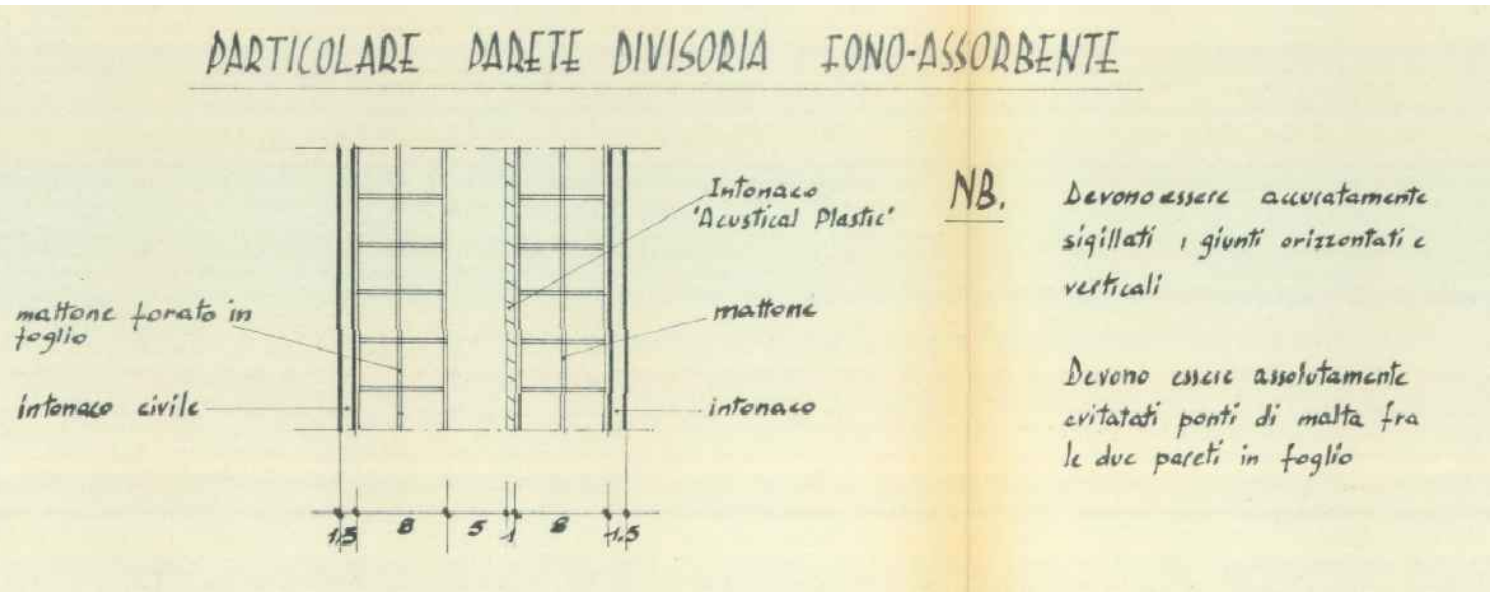 PARTICOLARE PARETE DIVISORIA FONO-ASSORBENTE
Intonaco
"Acustical Plastic"
mattone forato in
foglio
mattone
intonaco civile
intonaco
1,5 8 5 1 8 1,5
NB.
Devono essere accuratamente
sigillati i giunti orizzontati e
verticali
Devono essere assolutamente
evitatati ponti di malta fra
le due pareti in foglio